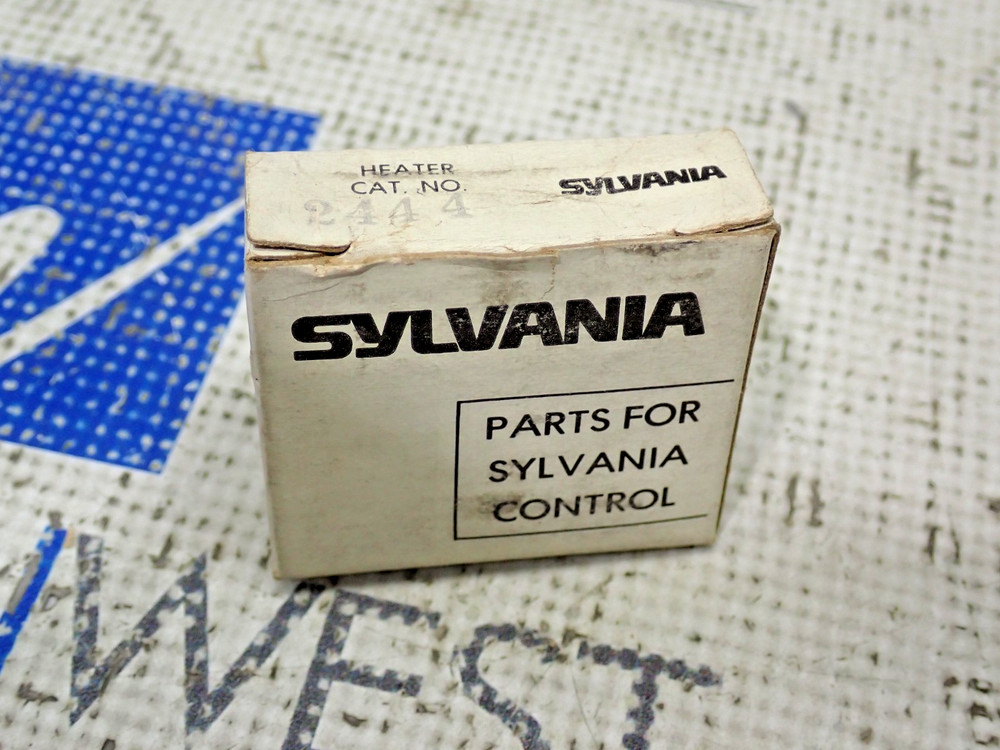 HEATER
CAT. NO.
2444
SYLVANIA
SYLVANIA
PARTS FOR
SYLVANIA
CONTROL
WEST